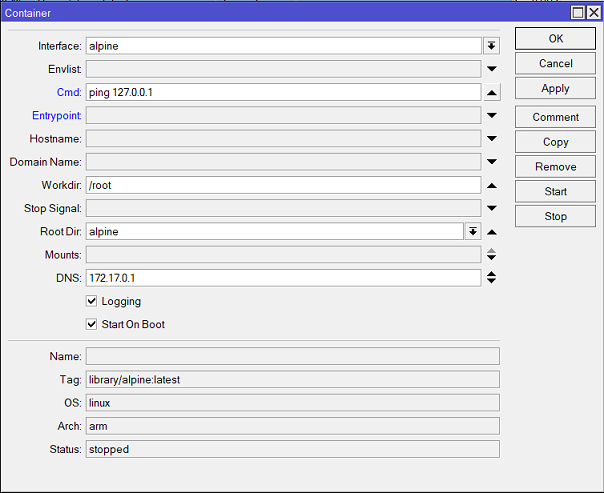 Container
Interface: alpine
OK
Envlist:
Cancel
Cmd: ping 127.0.0.1
Apply
Entrypoint:
Comment
Hostname:
Copy
Domain Name:
Remove
Workdir: /root
Start
Stop Signal:
Stop
Root Dir: alpine
Mounts:
DNS: 172.17.0.1
Logging
Start On Boot
Name:
Tag: library/alpine:latest
OS: linux
Arch: arm
Status: stopped